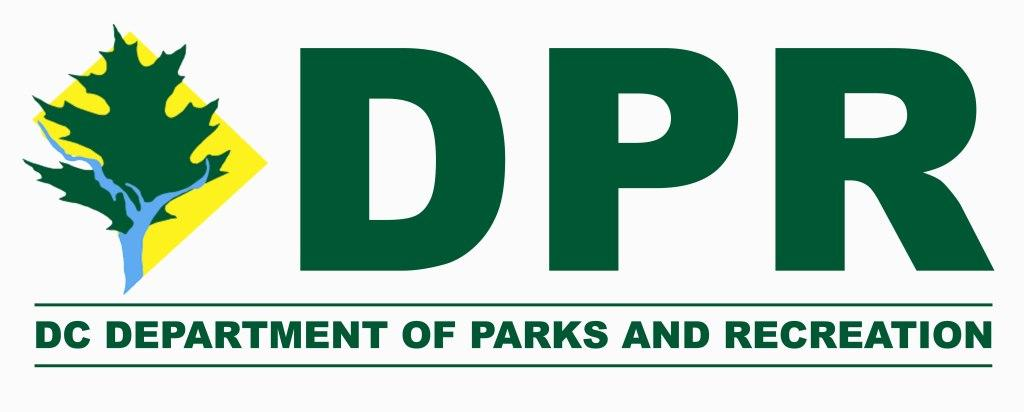 DPR
DC DEPARTMENT OF PARKS AND RECREATION